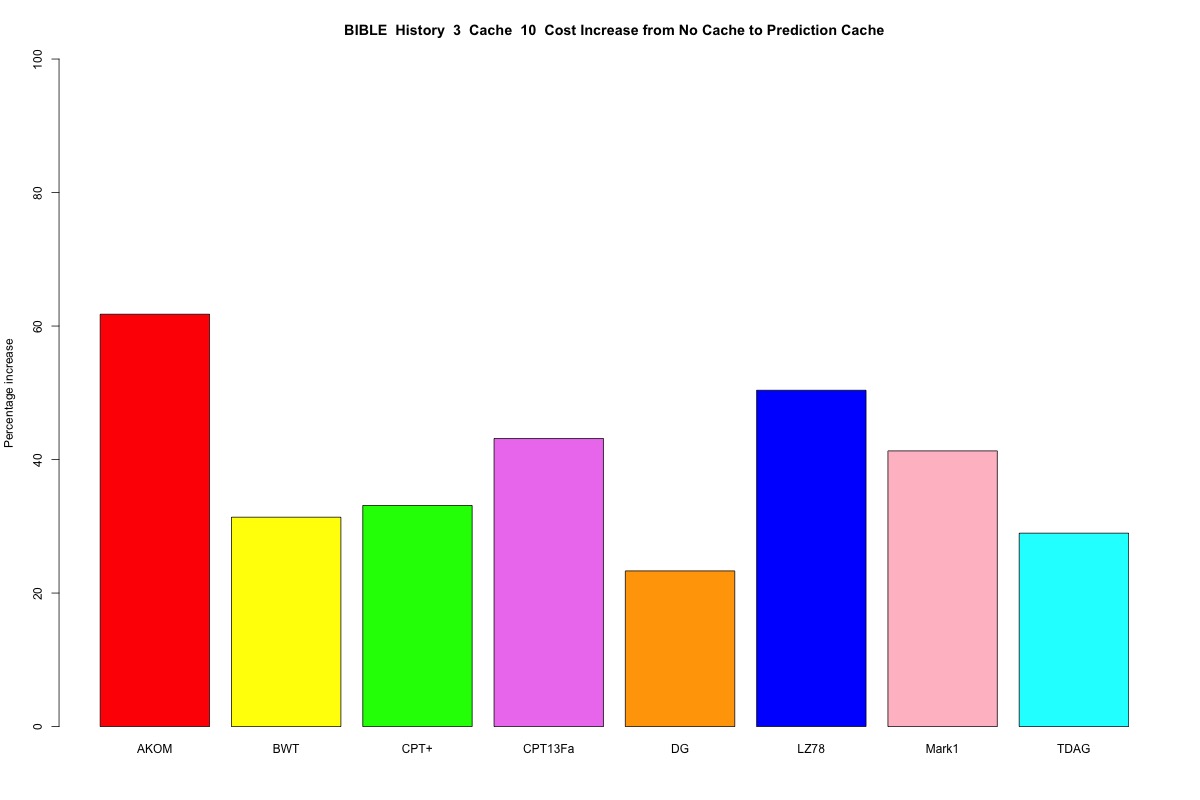 BIBLE  History  3  Cache  10  Cost Increase from No Cache to Prediction Cache
Percentage increase
100
80
60
40
20
0
AKOM BWT CPT+ CPT13Fa DG LZ78 Mark1 TDAG